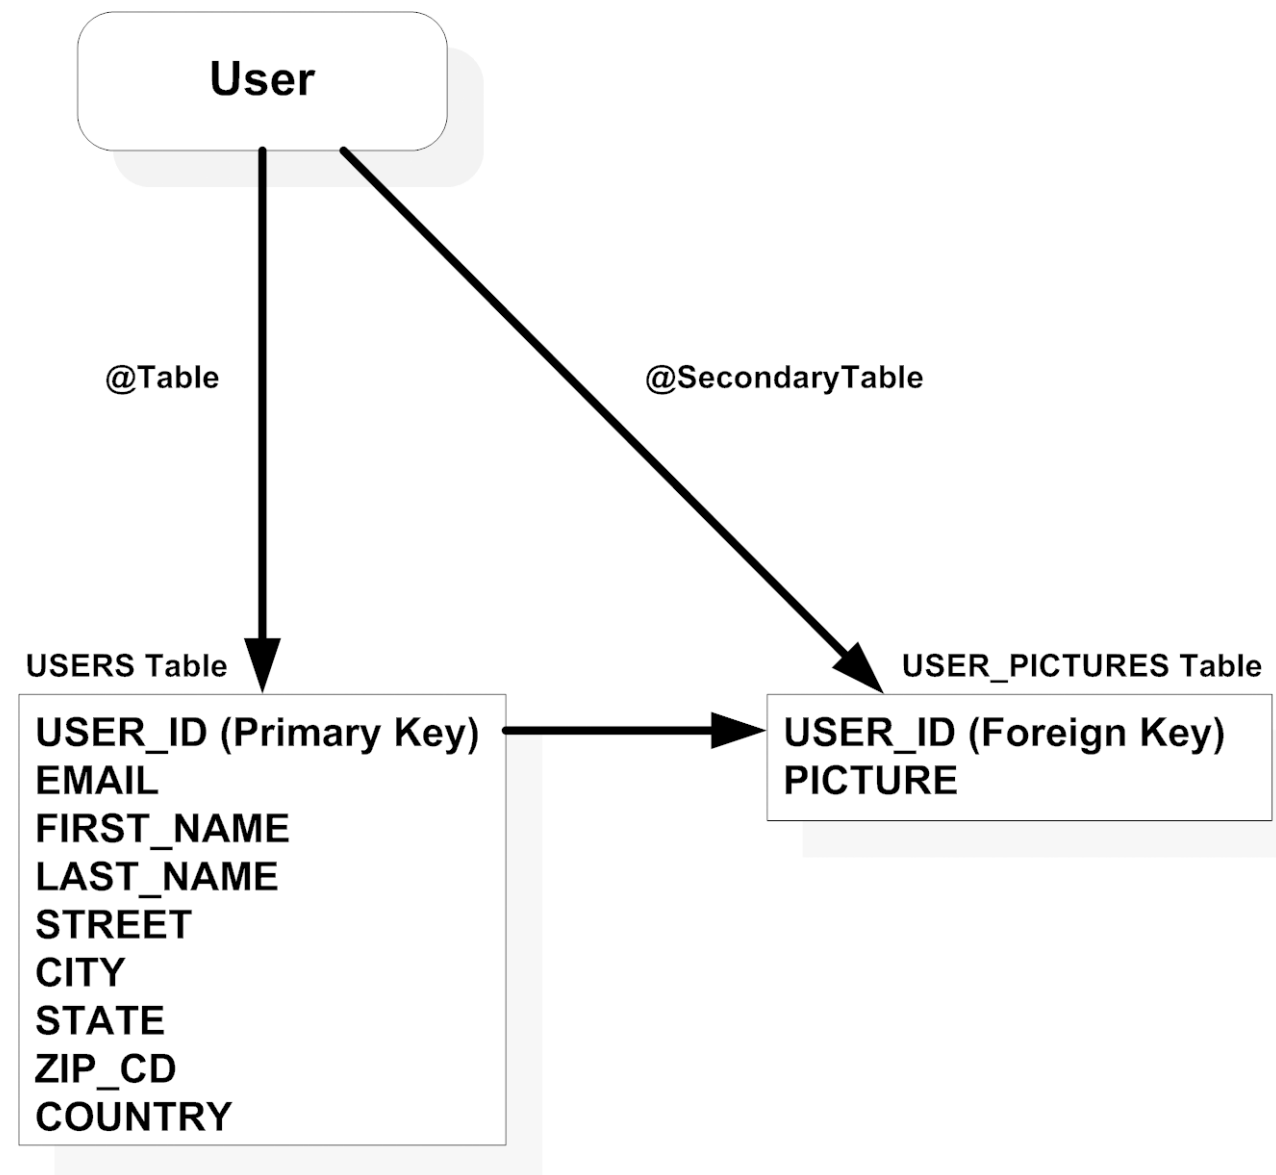 User
@Table
@SecondaryTable
USERS Table
USER_ID (Primary Key)
EMAIL
FIRST_NAME
LAST_NAME
STREET
CITY
STATE
ZIP_CD
COUNTRY
USER_PICTURES Table
USER_ID (Foreign Key)
PICTURE